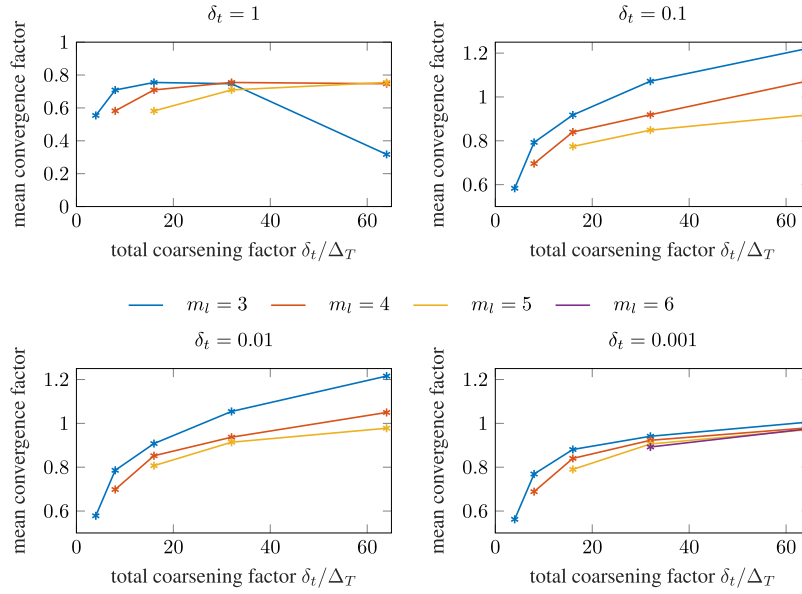 δ_t = 1
mean convergence factor
1
0.8
0.6
0.4
0.2
0
0 20 40 60
total coarsening factor δ_t/Δ_T
δ_t = 0.1
mean convergence factor
1.2
1
0.8
0.6
0 20 40 60
total coarsening factor δ_t/Δ_T
m_l = 3 m_l = 4 m_l = 5 m_l = 6
δ_t = 0.01
mean convergence factor
1.2
1
0.8
0.6
0 20 40 60
total coarsening factor δ_t/Δ_T
δ_t = 0.001
mean convergence factor
1.2
1
0.8
0.6
0 20 40 60
total coarsening factor δ_t/Δ_T